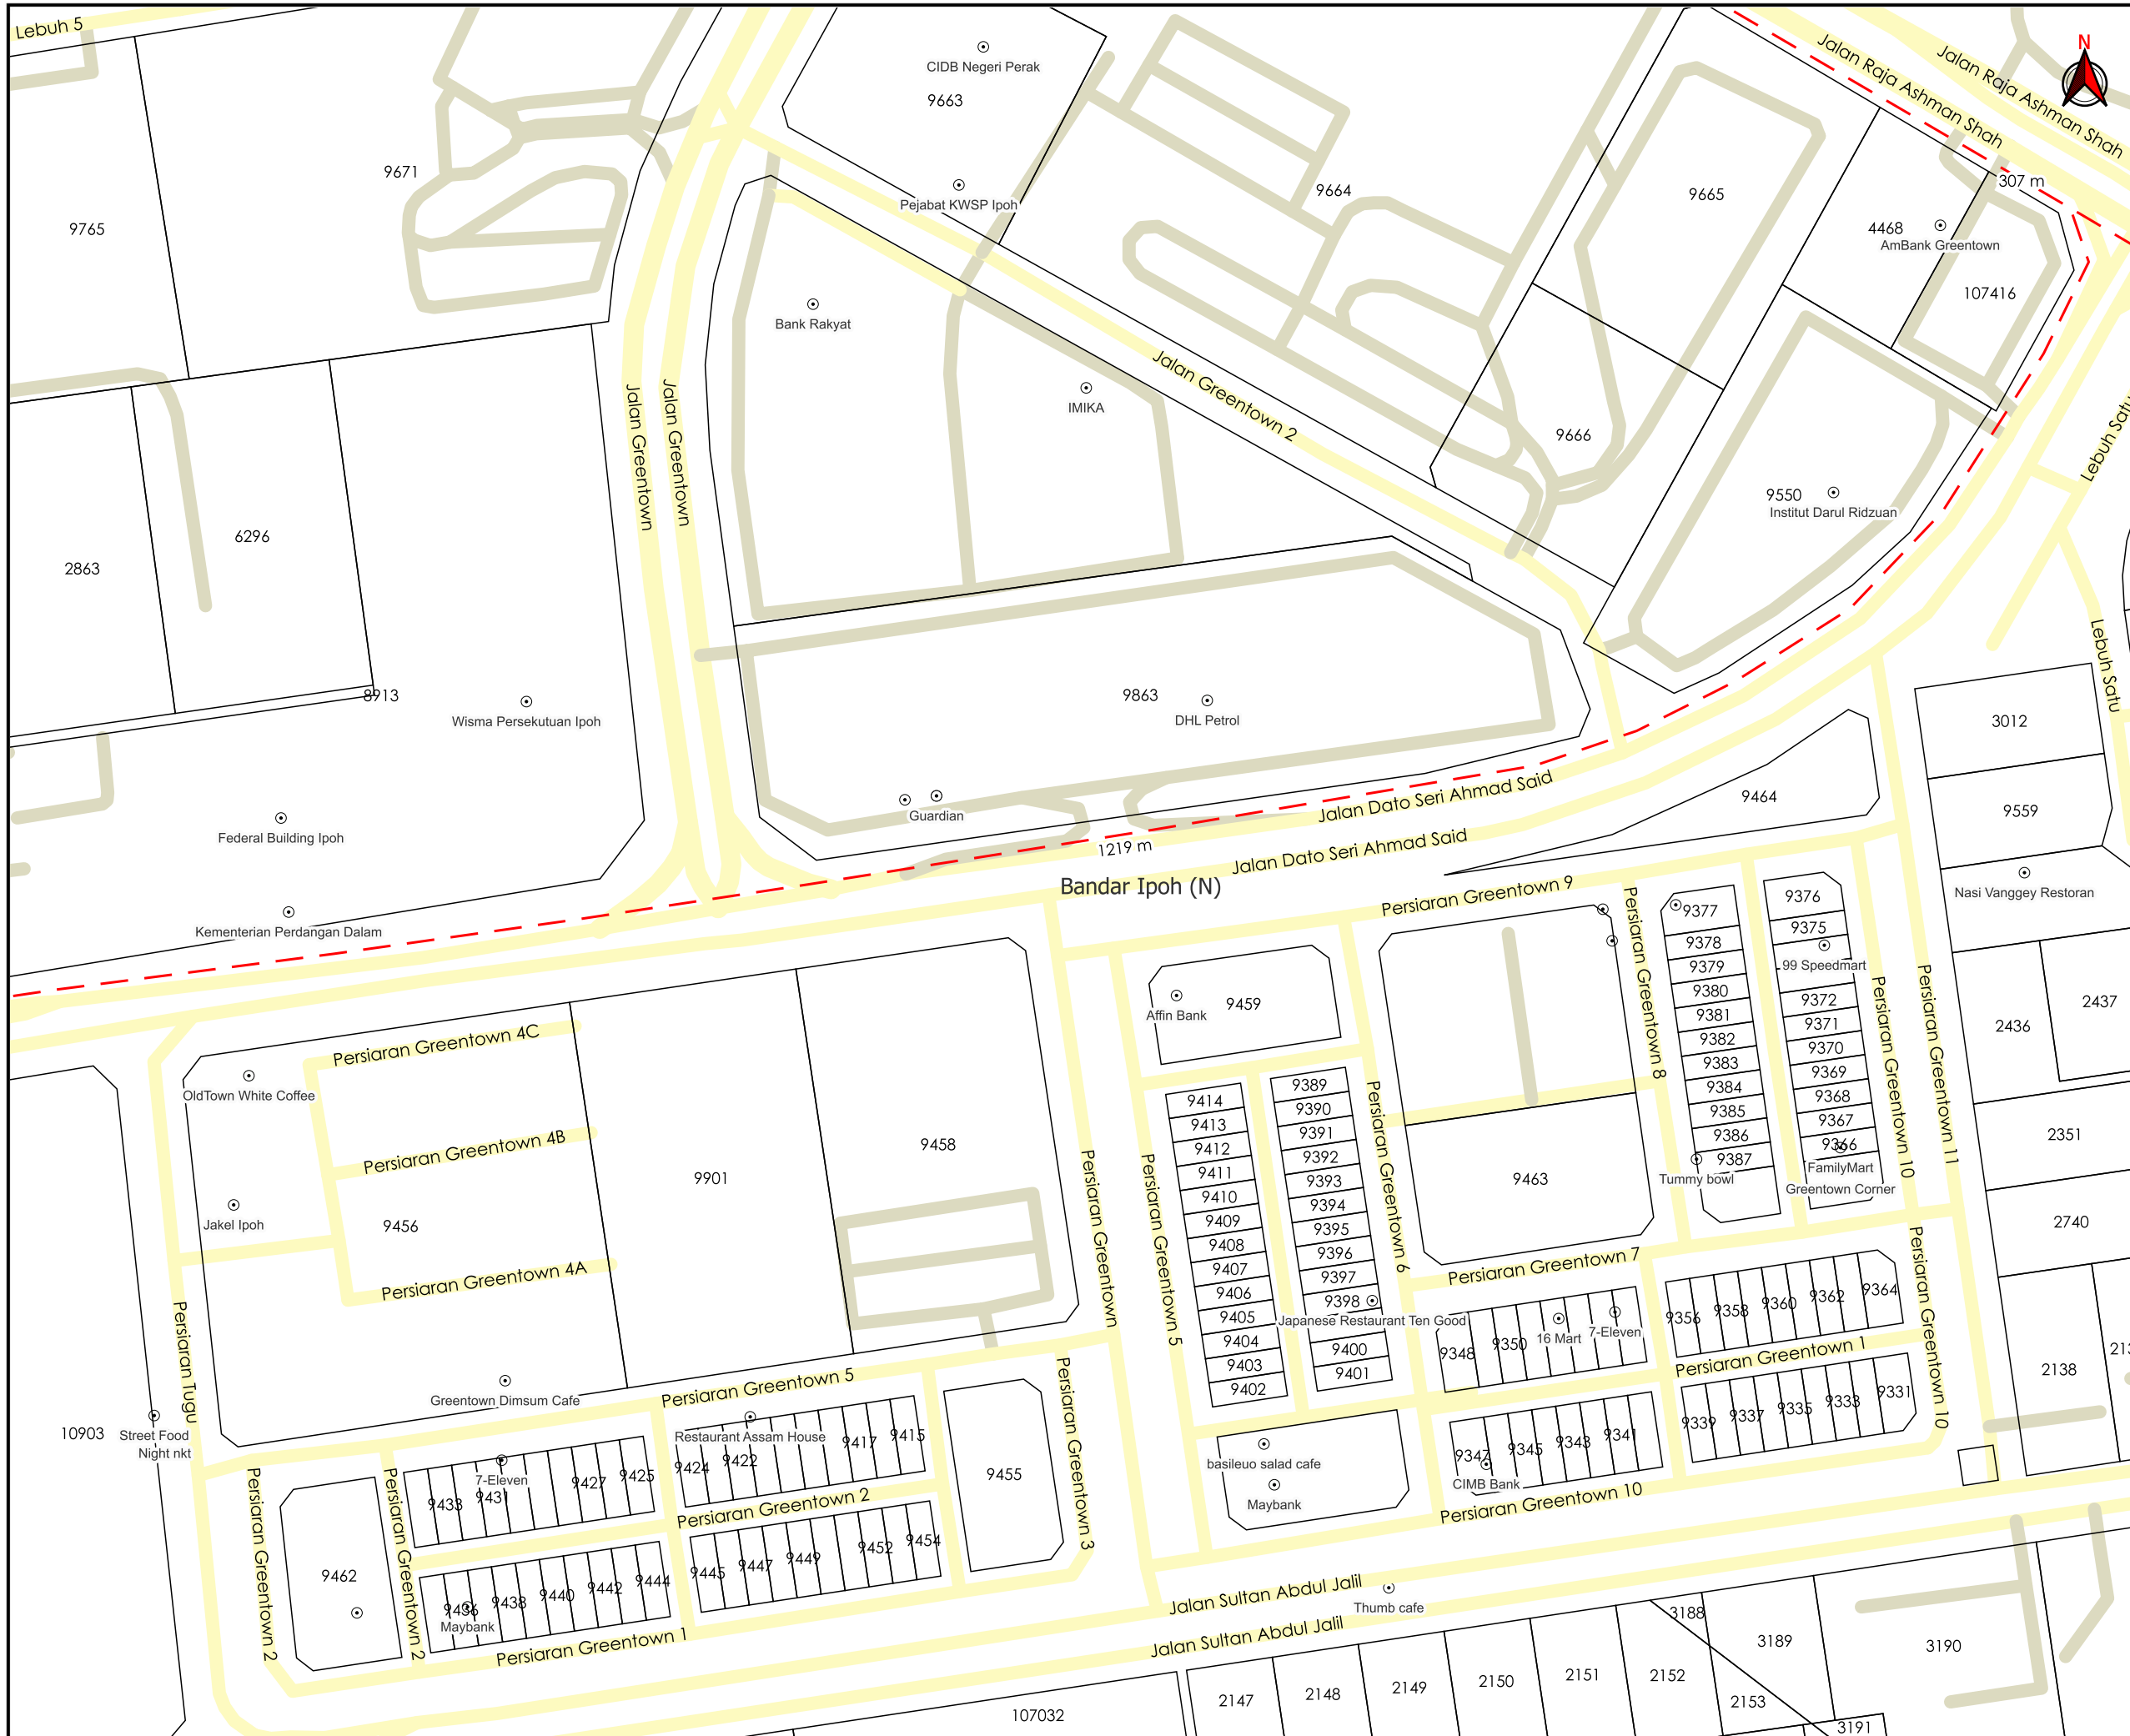 Lebuh 5
CIDB Negeri Perak
9663
Jalan Raja Ashman Shah
Jalan Raja Ashman Shah
N
9671
9765
Pejabat KWSP Ipoh
9664
9665
307 m
4468
AmBank Greentown
107416
Bank Rakyat
Jalan Greentown 2
IMIKA
Jalan Greentown
Jalan Greentown
9666
9550
Institut Darul Ridzuan
Lebuh Satu
6296
2863
Lebuh Satu
8913
Wisma Persekutuan Ipoh
9863
DHL Petrol
3012
9464
9559
Guardian
Jalan Dato Seri Ahmad Said
Federal Building Ipoh
1219 m
Jalan Dato Seri Ahmad Said
Bandar Ipoh (N)
Persiaran Greentown 9
Nasi Vanggey Restoran
Kementerian Perdangan Dalam
Persiaran Greentown 8
9377
9376
9378
9375
9379
99 Speedmart
9380
9372
9381
9371
9382
9370
9383
9369
9384
9368
9385
9367
9386
9366
9387
FamilyMart
Tummy bowl
Greentown Corner
Persiaran Greentown 10
Persiaran Greentown 11
2436
2437
2351
2740
Affin Bank
9459
Persiaran Greentown 4C
OldTown White Coffee
Persiaran Greentown 4B
9458
9901
Jakel Ipoh
9456
Persiaran Greentown 4A
Persiaran Greentown
Persiaran Greentown 5
9414
9413
9412
9411
9410
9409
9408
9407
9406
9405
9404
9403
9402
9389
9390
9391
9392
9393
9394
9395
9396
9397
9398
Japanese Restaurant Ten Good
9400
9401
Persiaran Greentown 6
9463
Persiaran Greentown 7
9348
9350
16 Mart
7-Eleven
9356
9358
9360
9362
9364
Persiaran Greentown 1
Persiaran Greentown 10
2138
9339
9337
9335
9333
9331
9347
9345
9343
9341
CIMB Bank
Persiaran Greentown 10
basileuo salad cafe
Maybank
Persiaran Tugu
10903
Street Food
Night nkt
Greentown Dimsum Cafe
Persiaran Greentown 5
Restaurant Assam House
9424
9422
9417
9415
9455
Persiaran Greentown 3
7-Eleven
9433
9431
9427
9425
Persiaran Greentown 2
9445
9447
9449
9452
9454
Persiaran Greentown 2
9462
Persiaran Greentown 2
9436
9438
9440
9442
9444
Maybank
Persiaran Greentown 1
Jalan Sultan Abdul Jalil
Thumb cafe
Jalan Sultan Abdul Jalil
3188
3189
3190
2147
2148
2149
2150
2151
2152
2153
107032
3191